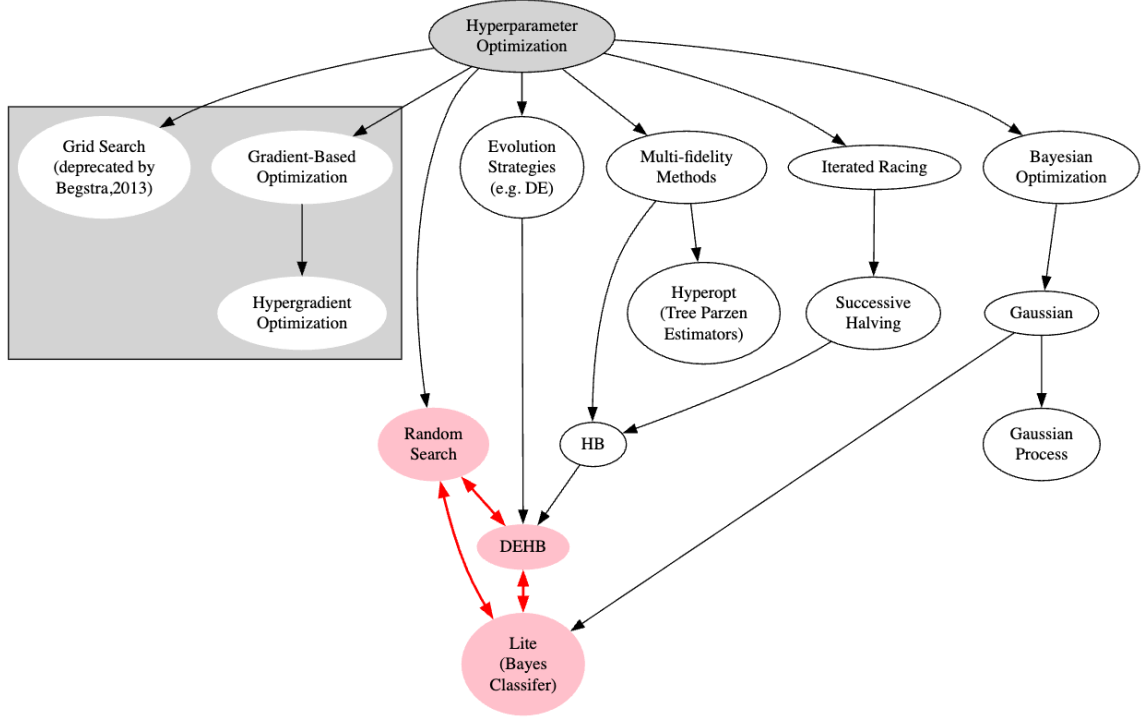 Hyperparameter
Optimization
Grid Search
(deprecated by
Begstra,2013)
Gradient-Based
Optimization
Evolution
Strategies
(e.g. DE)
Multi-fidelity
Methods
Iterated Racing
Bayesian
Optimization
Hypergradient
Optimization
Hyperopt
(Tree Parzen
Estimators)
Successive
Halving
Gaussian
Random
Search
HB
Gaussian
Process
DEHB
Lite
(Bayes
Classifer)